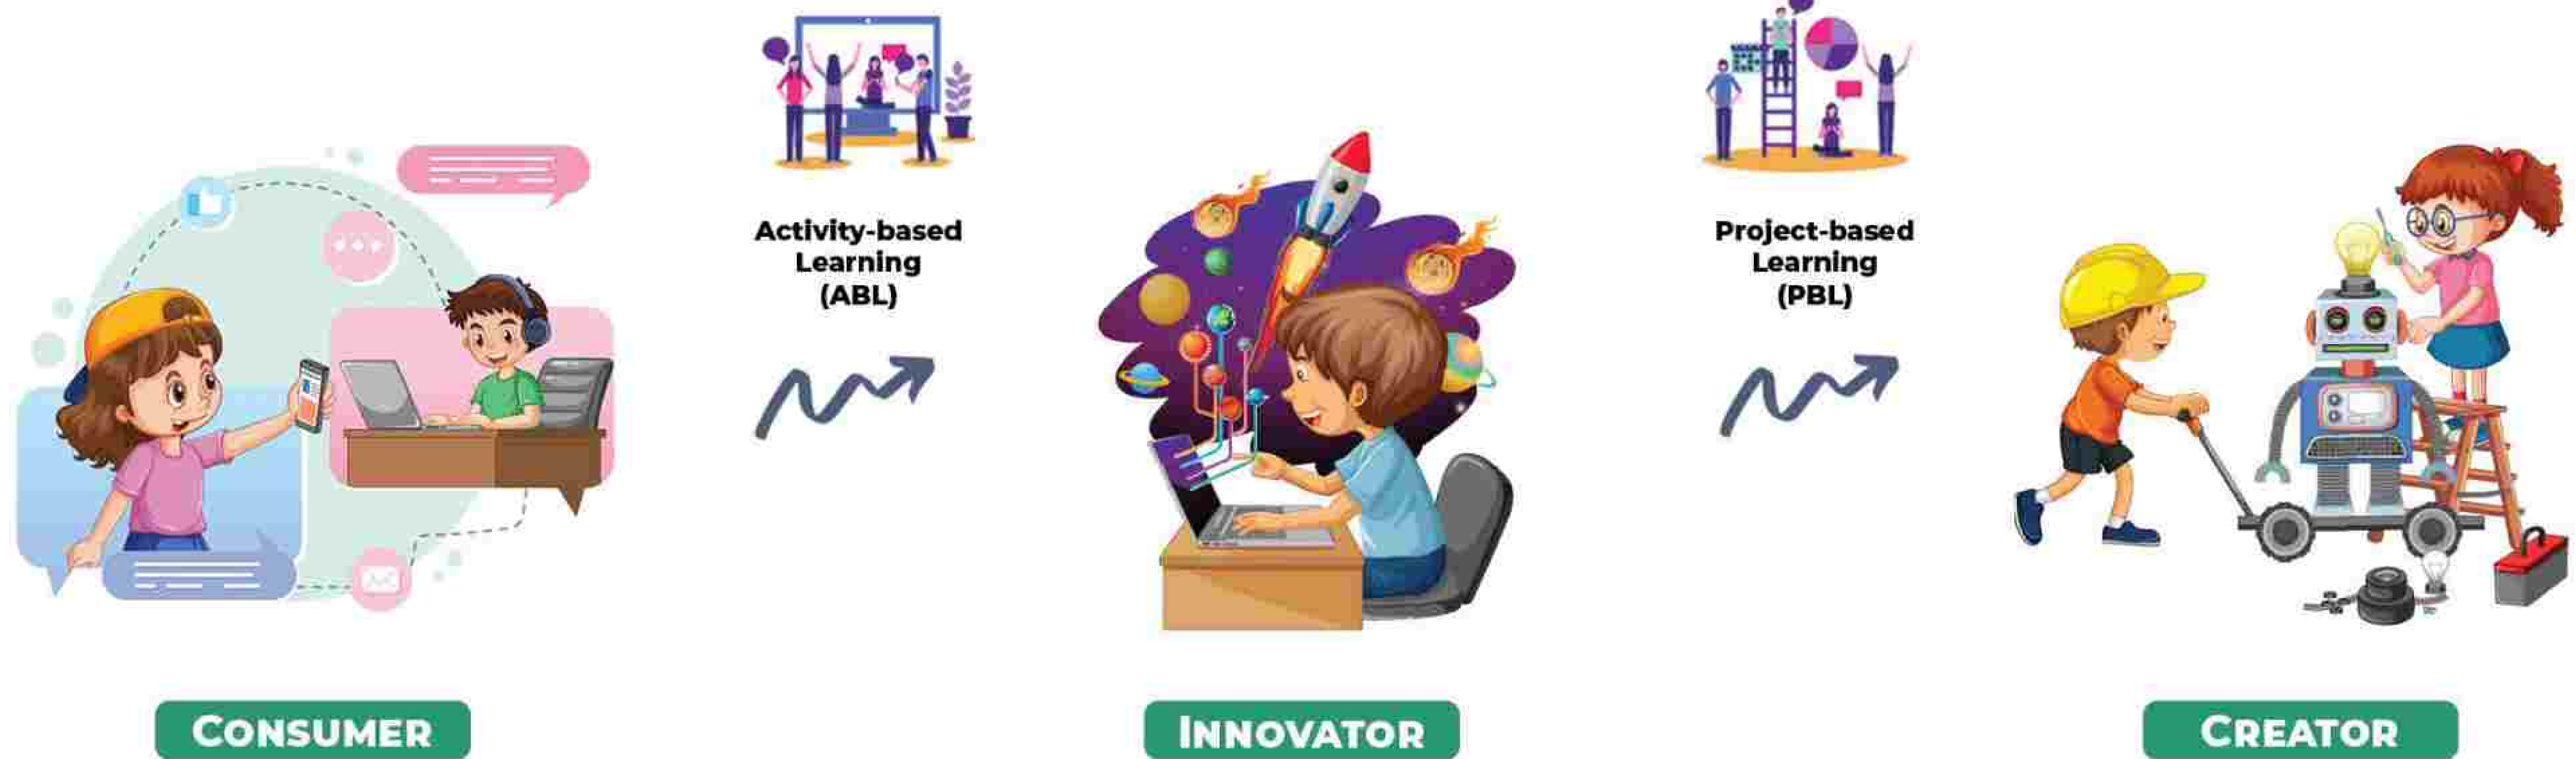 Activity-based
Learning
(ABL)
Project-based
Learning
(PBL)
CONSUMER
INNOVATOR
CREATOR